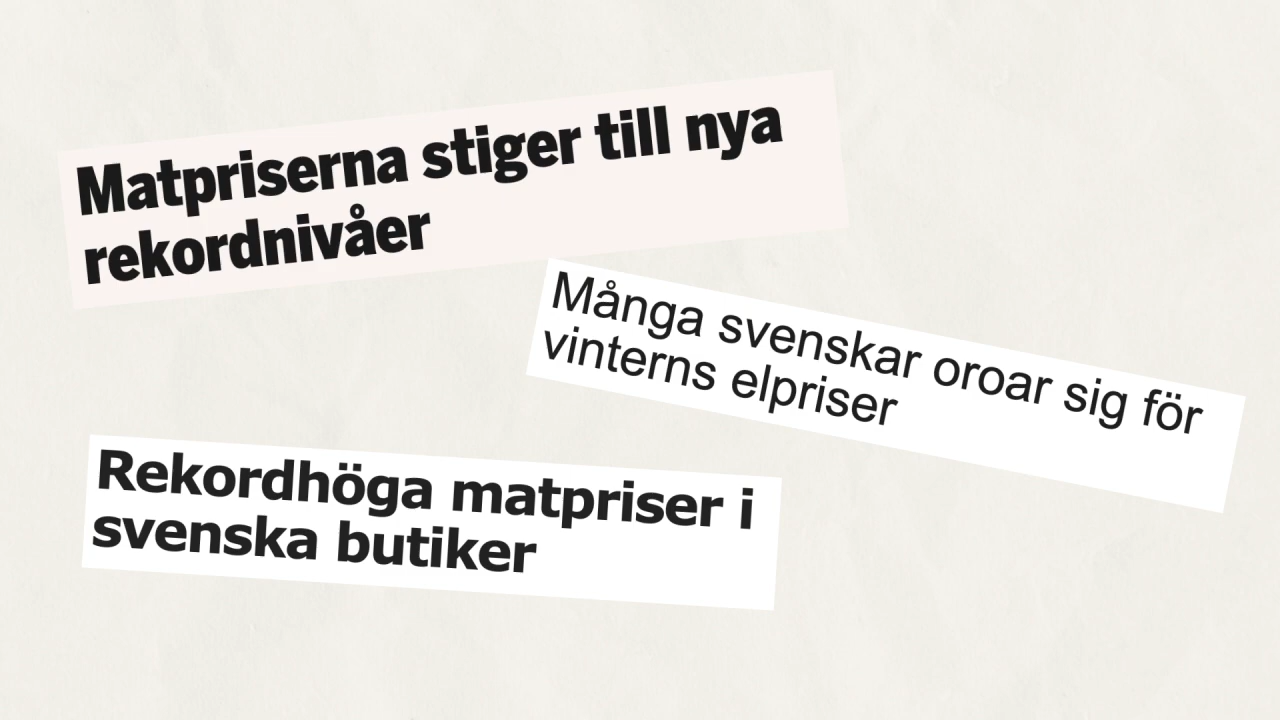 Matpriserna stiger till nya
rekordnivåer
Många svenskar oroar sig för
vinterns elpriser
Rekordhöga matpriser i
svenska butiker